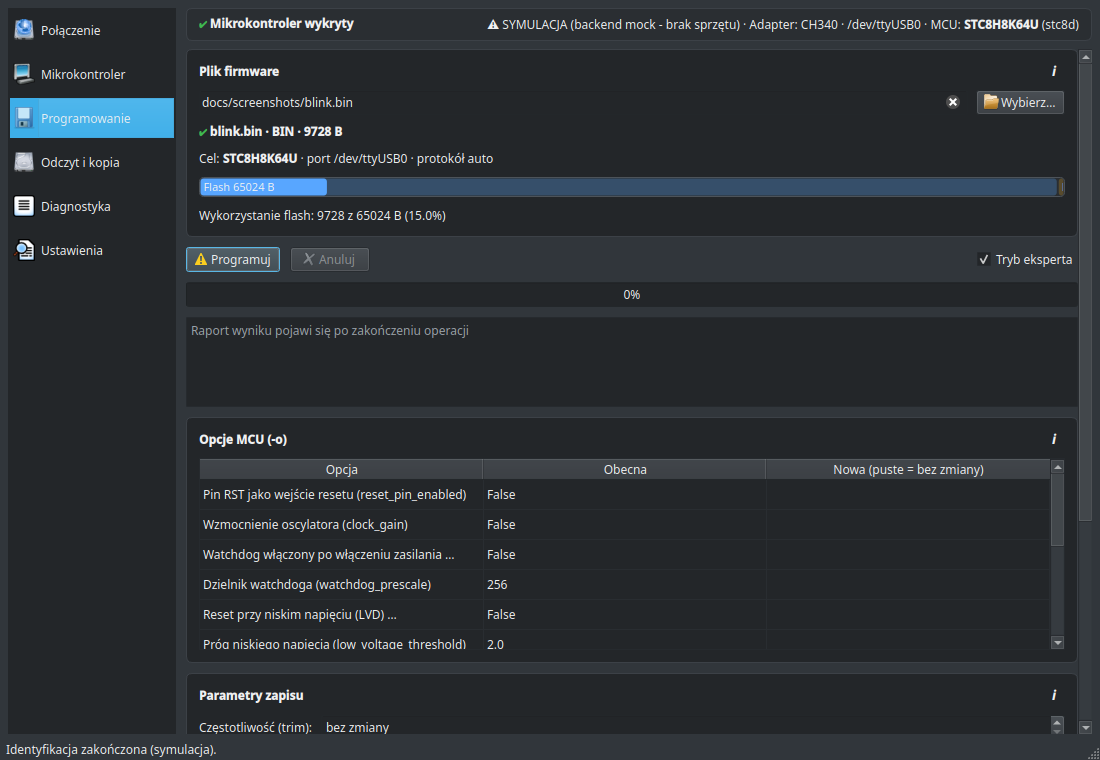 Połączenie
Mikrokontroler
Programowanie
Odczyt i kopia
Diagnostyka
Ustawienia
✔ Mikrokontroler wykryty
⚠ SYMULACJA (backend mock - brak sprzętu) · Adapter: CH340 · /dev/ttyUSB0 · MCU: STC8H8K64U (stc8d)
Plik firmware
i
docs/screenshots/blink.bin
Wybierz...
✔ blink.bin · BIN · 9728 B
Cel: STC8H8K64U · port /dev/ttyUSB0 · protokół auto
Flash 65024 B
Wykorzystanie flash: 9728 z 65024 B (15.0%)
Programuj
Anuluj
Tryb eksperta
0%
Raport wyniku pojawi się po zakończeniu operacji
Opcje MCU (-o)
i
Opcja Obecna Nowa (puste = bez zmiany)
Pin RST jako wejście resetu (reset_pin_enabled) False
Wzmocnienie oscylatora (clock_gain) False
Watchdog włączony po włączeniu zasilania ... False
Dzielnik watchdoga (watchdog_prescale) 256
Reset przy niskim napięciu (LVD) ... False
Próg niskiego napięcia (low_voltage_threshold) 2.0
Parametry zapisu
i
Częstotliwość (trim): bez zmiany
Identyfikacja zakończona (symulacja).